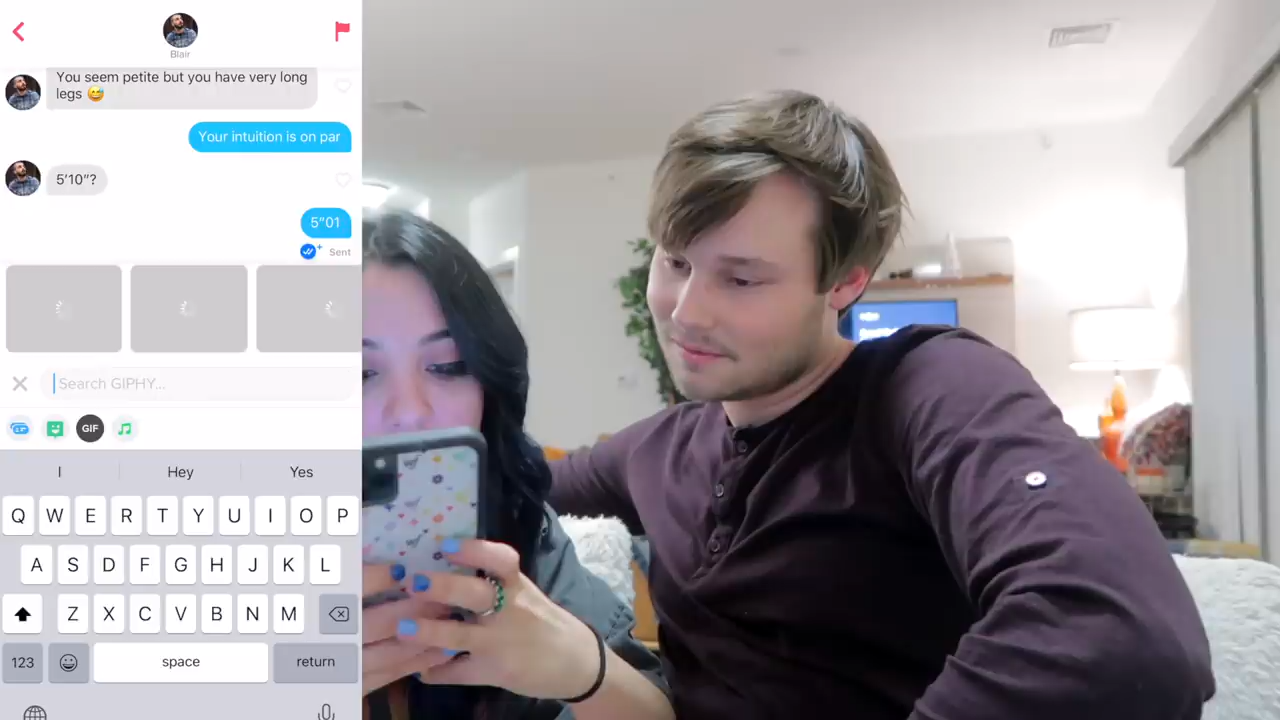 Blair
You seem petite but you have very long
legs 😅
Your intuition is on par
5'10"?
5"01
Sent
Search GIPHY...
GIF
I Hey Yes
Q W E R T Y U I O P
A S D F G H J K L
Z X C V B N M
123 space return